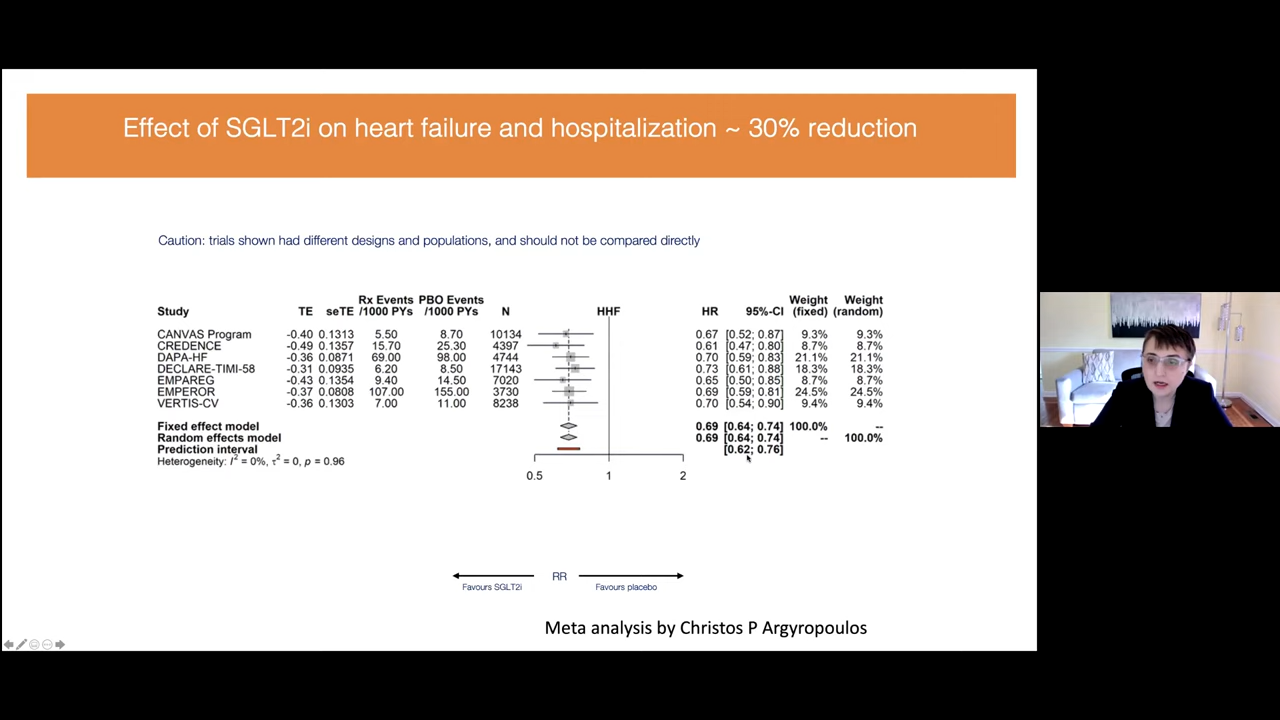 Effect of SGLT2i on heart failure and hospitalization ~ 30% reduction
Caution: trials shown had different designs and populations, and should not be compared directly
Rx Events PBO Events Weight Weight
Study TE seTE /1000 PYs /1000 PYs N HHF HR 95%-CI (fixed) (random)
CANVAS Program -0.40 0.1313 5.50 8.70 10134 0.67 [0.52; 0.87] 9.3% 9.3%
CREDENCE -0.49 0.1357 15.70 25.30 4397 0.61 [0.47; 0.80] 8.7% 8.7%
DAPA-HF -0.36 0.0871 69.00 98.00 4744 0.70 [0.59; 0.83] 21.1% 21.1%
DECLARE-TIMI-58 -0.31 0.0935 6.20 8.50 17143 0.73 [0.61; 0.88] 18.3% 18.3%
EMPAREG -0.43 0.1354 9.40 14.50 7020 0.65 [0.50; 0.85] 8.7% 8.7%
EMPEROR -0.37 0.0808 107.00 155.00 3730 0.69 [0.59; 0.81] 24.5% 24.5%
VERTIS-CV -0.36 0.1303 7.00 11.00 8238 0.70 [0.54; 0.90] 9.4% 9.4%
Fixed effect model 0.69 [0.64; 0.74] 100.0% --
Random effects model 0.69 [0.64; 0.74] -- 100.0%
Prediction interval [0.62; 0.76]
Heterogeneity: I² = 0%, τ² = 0, p = 0.96
0.5 1 2
RR
Favours SGLT2i Favours placebo
Meta analysis by Christos P Argyropoulos